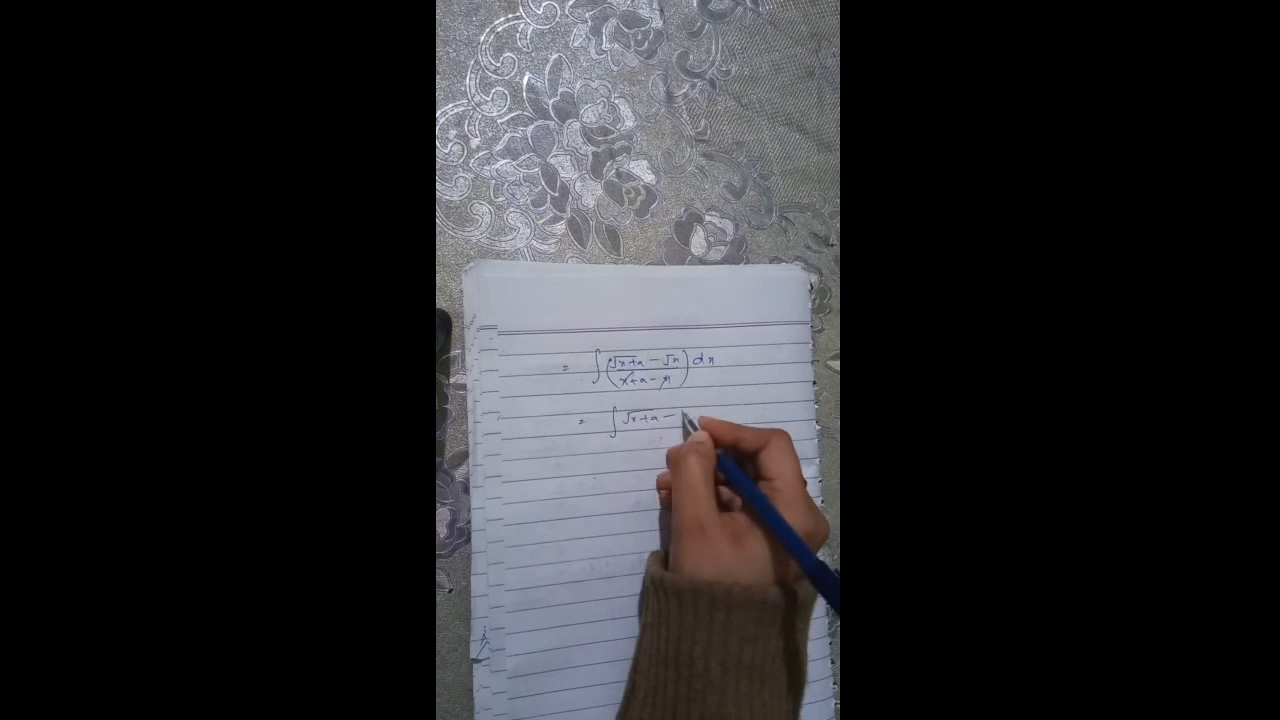 = ∫ (√x+a − √x / x+a − x) dx
= ∫ √x+a −